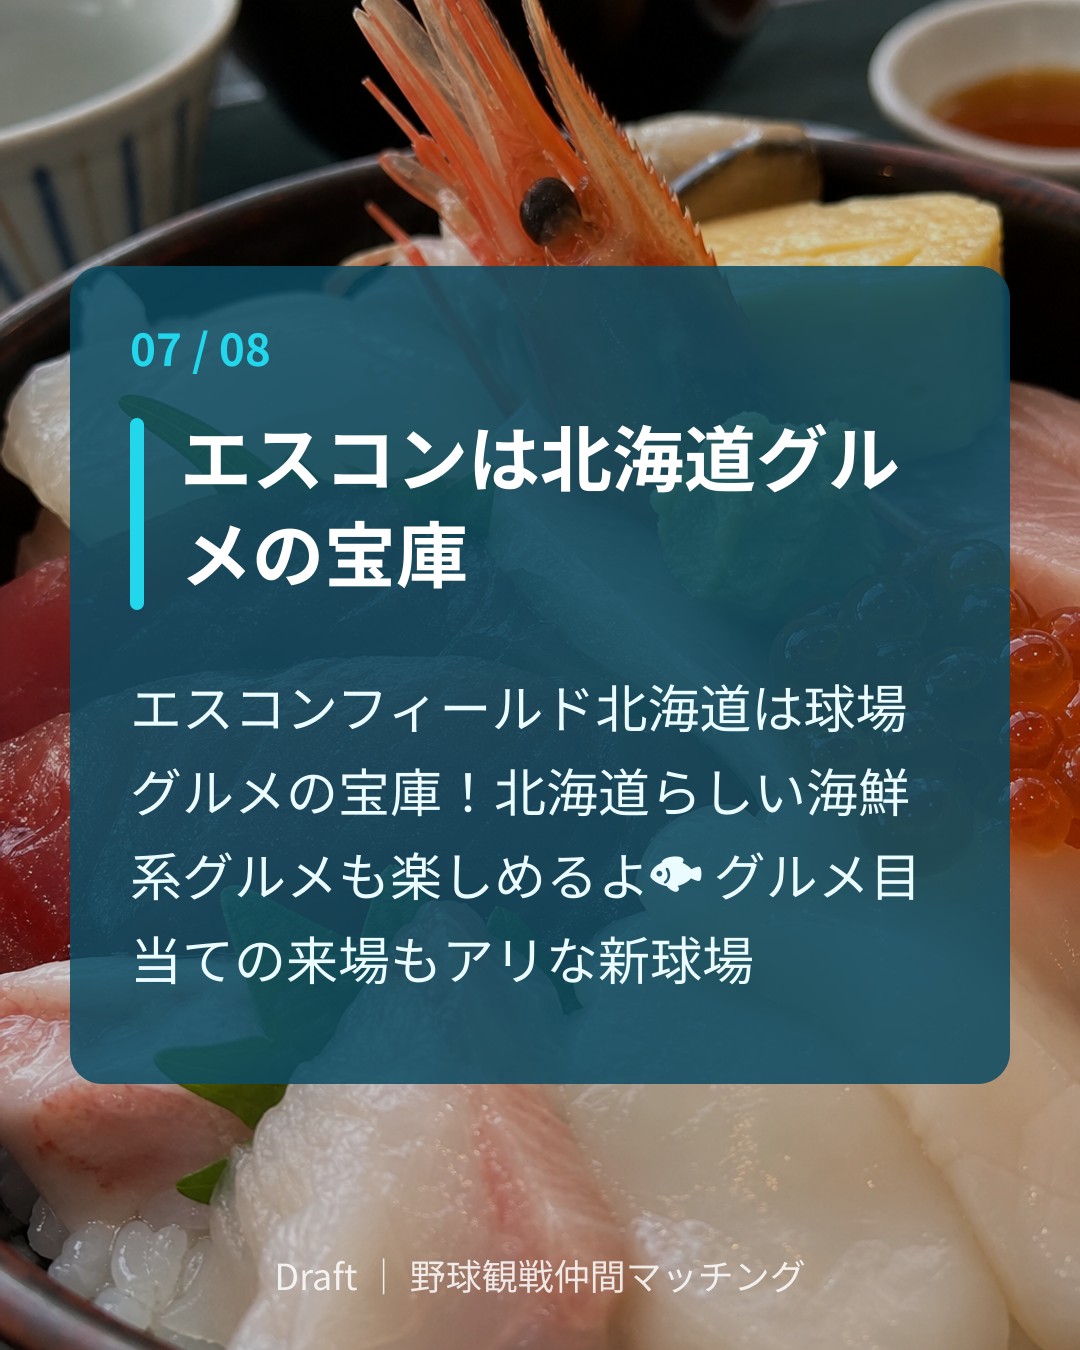 07 / 08
エスコンは北海道グル
メの宝庫
エスコンフィールド北海道は球場
グルメの宝庫！北海道らしい海鮮
系グルメも楽しめるよ🐟 グルメ目
当ての来場もアリな新球場
Draft ｜ 野球観戦仲間マッチング